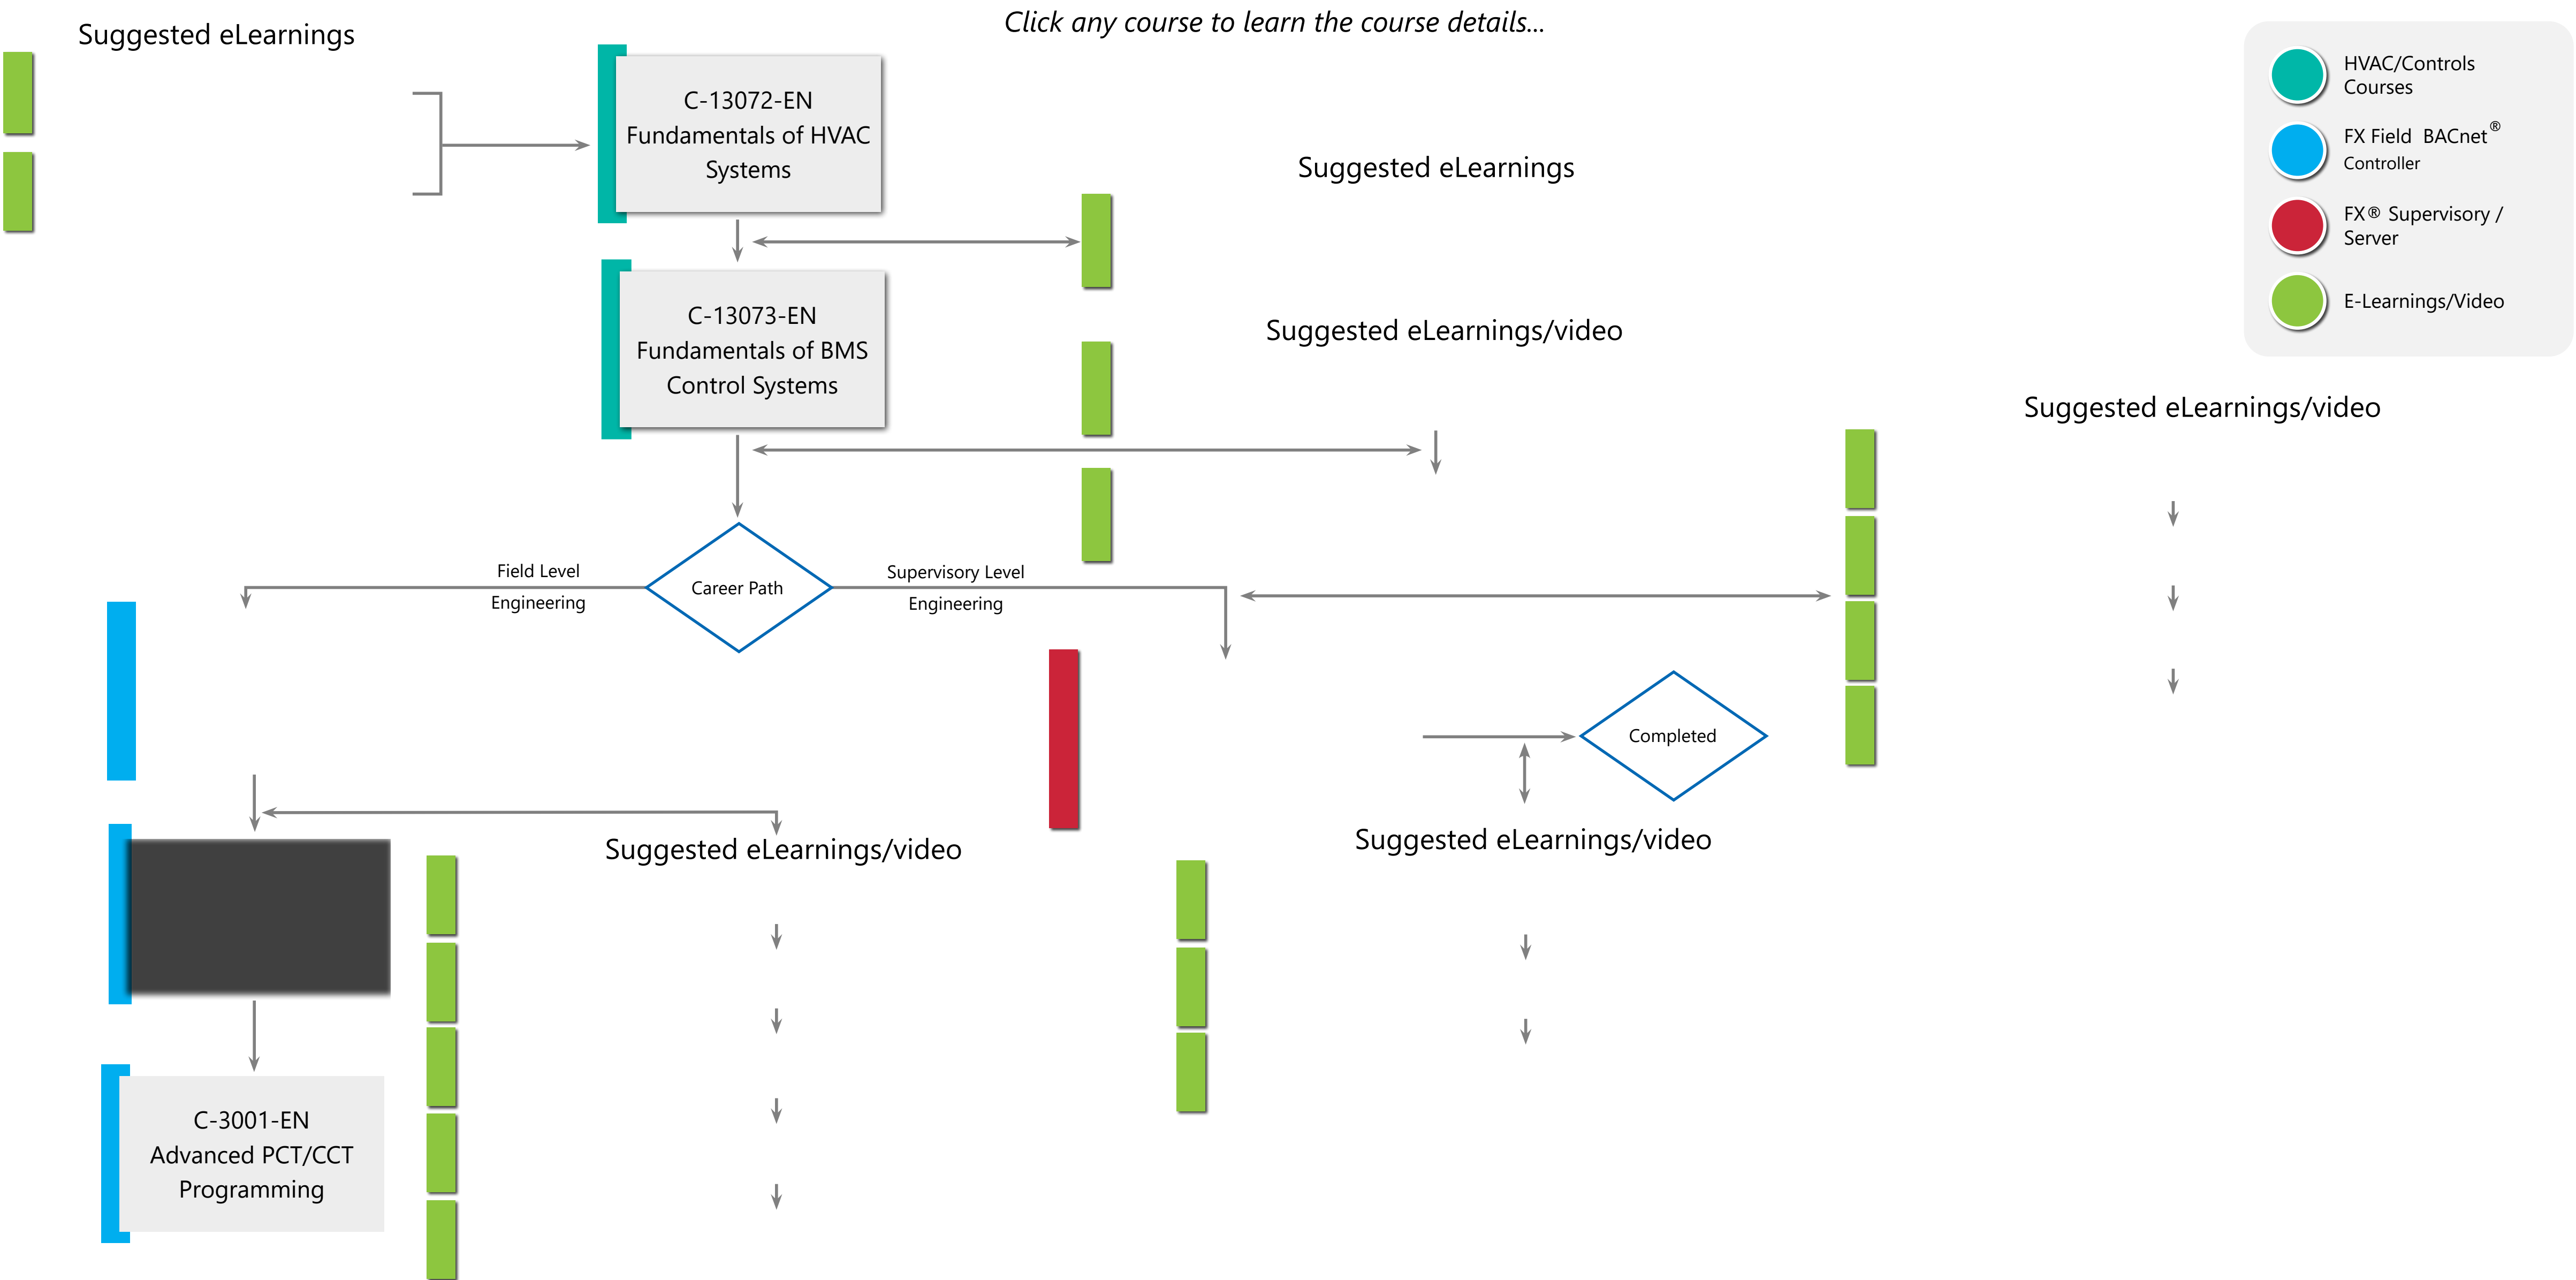 Click any course to learn the course details...
Suggested eLearnings
C-13072-EN
Fundamentals of HVAC
Systems
HVAC/Controls
Courses
FX Field  BACnet®
Controller
FX® Supervisory /
Server
E-Learnings/Video
Suggested eLearnings
C-13073-EN
Fundamentals of BMS
Control Systems
Suggested eLearnings/video
Suggested eLearnings/video
Career Path
Field Level
Engineering
Supervisory Level
Engineering
Completed
Suggested eLearnings/video
Suggested eLearnings/video
C-3001-EN
Advanced PCT/CCT
Programming